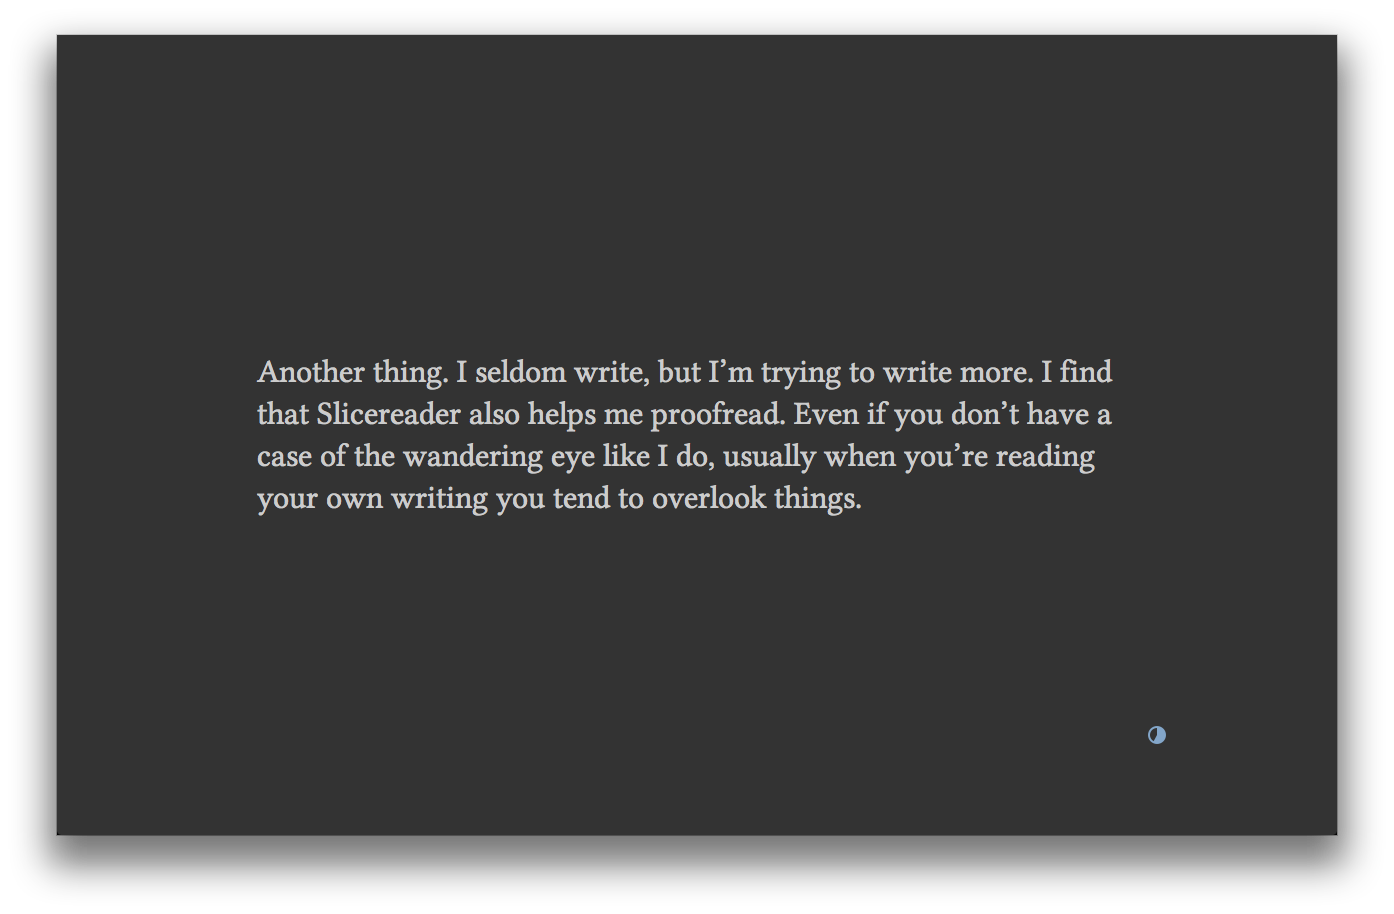 Another thing. I seldom write, but I’m trying to write more. I find
that Slicereader also helps me proofread. Even if you don’t have a
case of the wandering eye like I do, usually when you’re reading
your own writing you tend to overlook things.